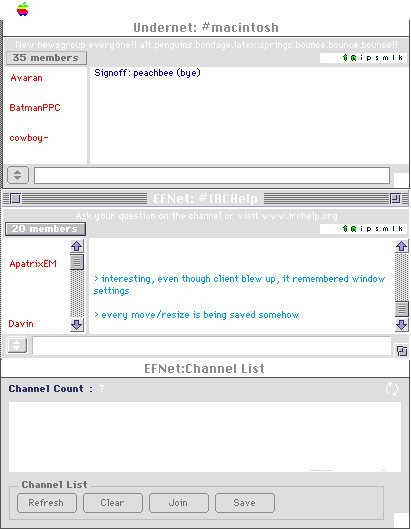 Undernet: #macintosh
New newsgroup everyone!! alt.penguins.bondage.latex.springs.bounce.bounce.bounce!!
35 members
@ i p s m l k
Avaran
Signoff: peachbee (bye)
BatmanPPC
cowboy-
EFNet: #IRCHelp
Ask your question on the channel or visit www.irchelp.org
20 members
@ i p s m l k
ApatrixEM
> interesting, even though client blew up, it remembered window
settings
> every move/resize is being saved somehow
Davin
EFNet:Channel List
Channel Count : 7
Channel List
Refresh
Clear
Join
Save